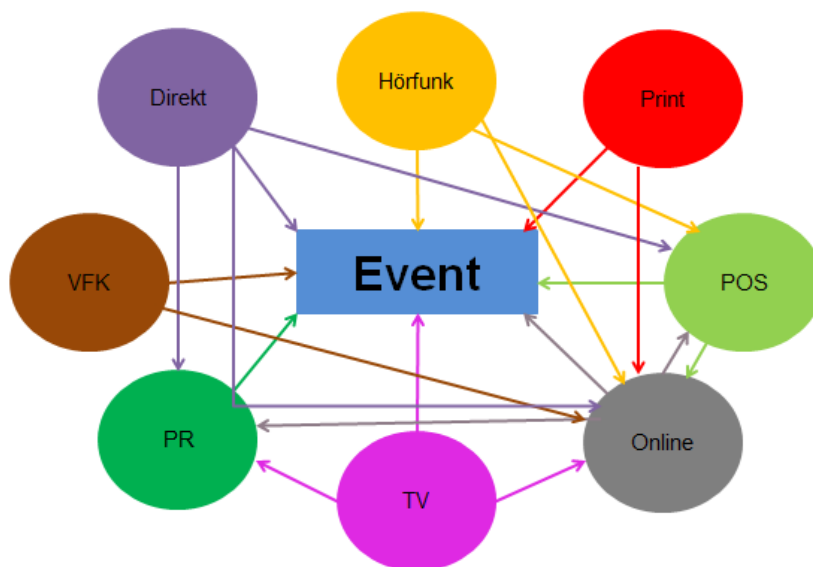 Direkt
Hörfunk
Print
VFK
Event
POS
PR
TV
Online